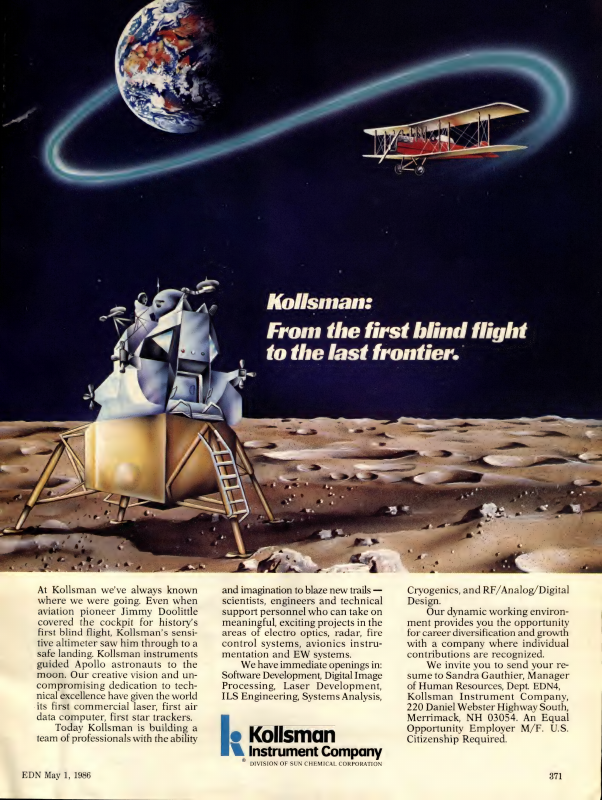 Kollsman:
From the first blind flight
to the last frontier.
At Kollsman we've always known
where we were going. Even when
aviation pioneer Jimmy Doolittle
covered the cockpit for history's
first blind flight, Kollsman's sensi-
tive altimeter saw him through to a
safe landing. Kollsman instruments
guided Apollo astronauts to the
moon. Our creative vision and un-
compromising dedication to tech-
nical excellence have given the world
its first commercial laser, first air
data computer, first star trackers.
Today Kollsman is building a
team of professionals with the ability
and imagination to blaze new trails —
scientists, engineers and technical
support personnel who can take on
meaningful, exciting projects in the
areas of electro optics, radar, fire
control systems, avionics instru-
mentation and EW systems.
We have immediate openings in:
Software Development, Digital Image
Processing, Laser Development,
ILS Engineering, Systems Analysis,
Cryogenics, and RF/Analog/Digital
Design.
Our dynamic working environ-
ment provides you the opportunity
for career diversification and growth
with a company where individual
contributions are recognized.
We invite you to send your re-
sume to Sandra Gauthier, Manager
of Human Resources, Dept. EDN4,
Kollsman Instrument Company,
220 Daniel Webster Highway South,
Merrimack, NH 03054. An Equal
Opportunity Employer M/F. U.S.
Citizenship Required.
k Kollsman
Instrument Company
® DIVISION OF SUN CHEMICAL CORPORATION
EDN May 1, 1986
371